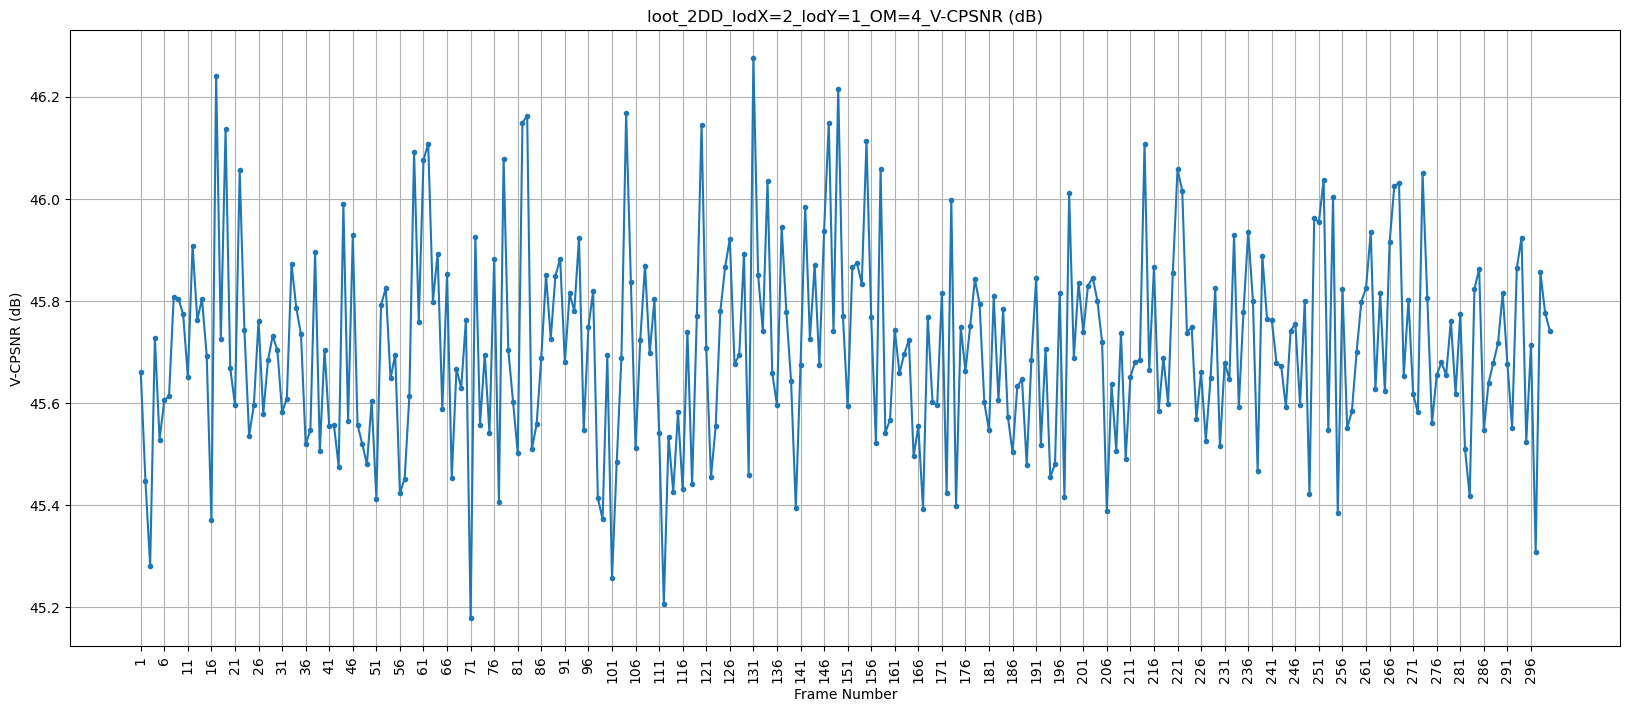 loot_2DD_lodX=2_lodY=1_OM=4_V-CPSNR (dB)
V-CPSNR (dB)
46.2
46.0
45.8
45.6
45.4
45.2
1 6 11 16 21 26 31 36 41 46 51 56 61 66 71 76 81 86 91 96 101 106 111 116 121 126 131 136 141 146 151 156 161 166 171 176 181 186 191 196 201 206 211 216 221 226 231 236 241 246 251 256 261 266 271 276 281 286 291 296
Frame Number